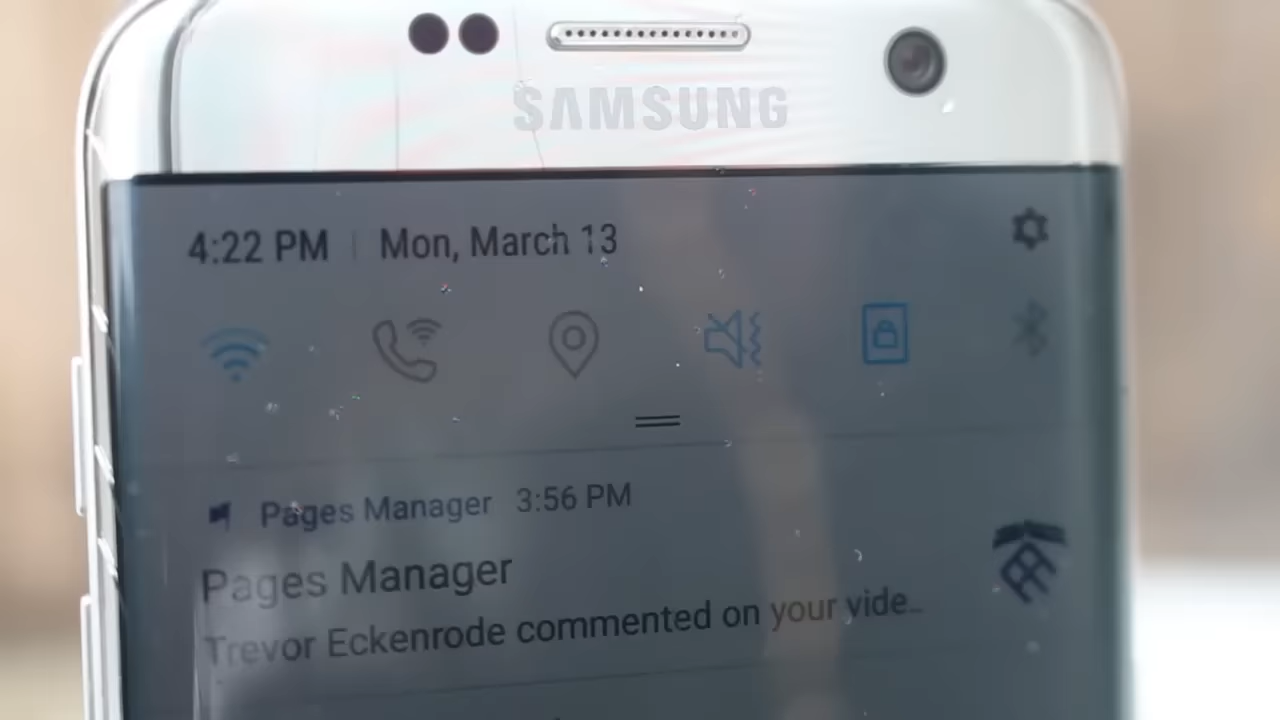 SAMSUNG
4:22 PM | Mon, March 13
Pages Manager 3:56 PM
Pages Manager
Trevor Eckenrode commented on your vide...